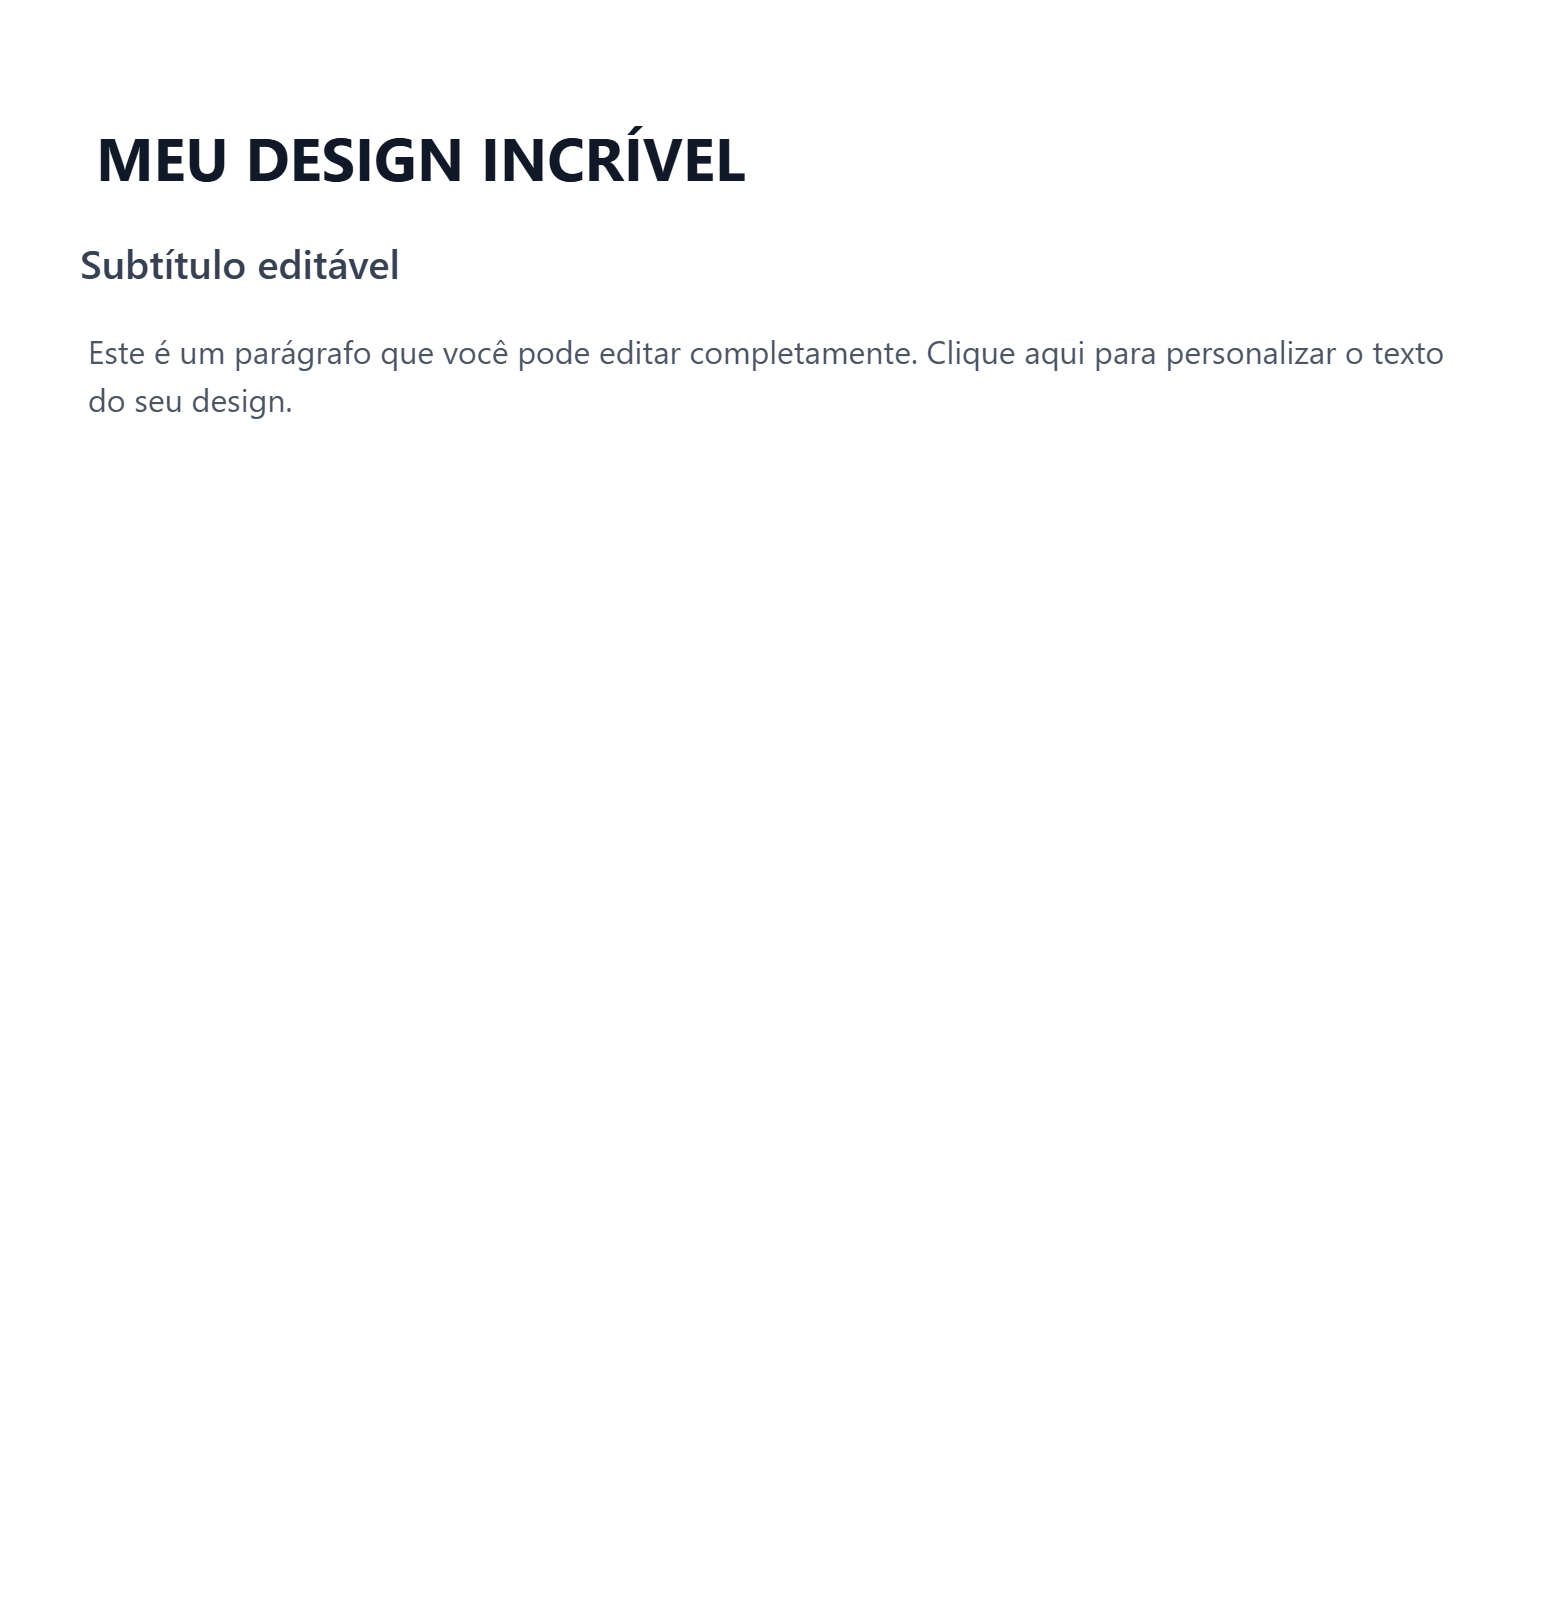 MEU DESIGN INCRÍVEL
Subtítulo editável
Este é um parágrafo que você pode editar completamente. Clique aqui para personalizar o texto
do seu design.